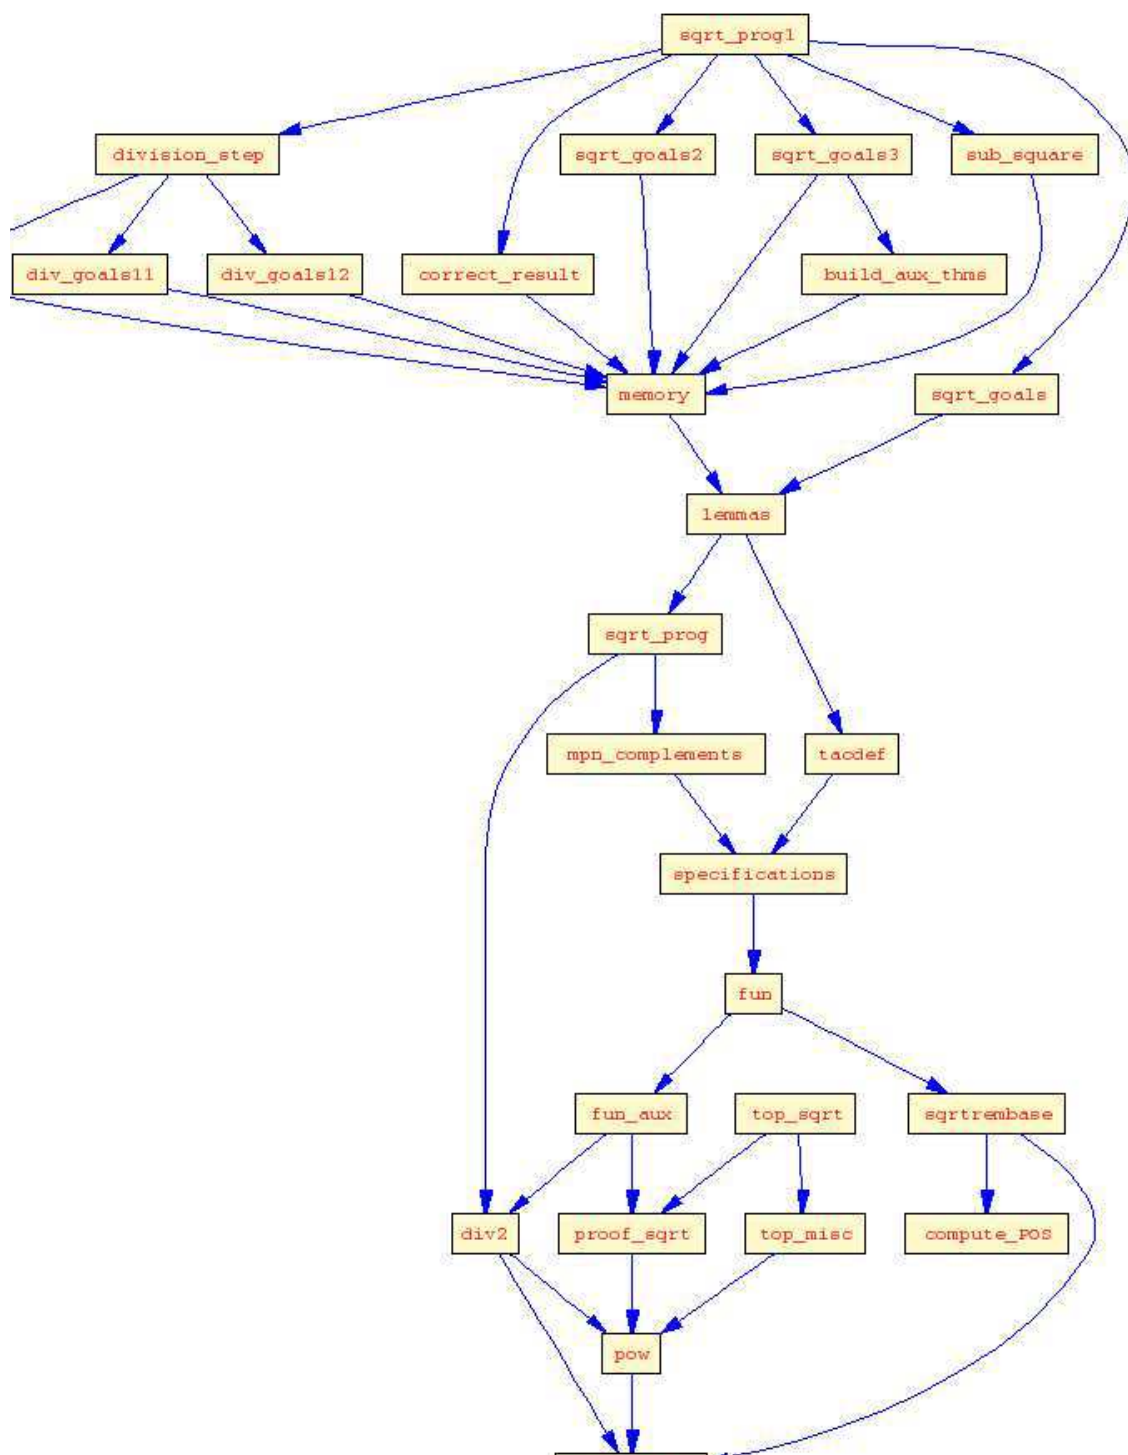 sqrt_prog1
division_step
sqrt_goals2
sqrt_goals3
sub_square
div_goals11
div_goals12
correct_result
build_aux_thms
memory
sqrt_goals
lemmas
sqrt_prog
mpn_complements
tacdef
specifications
fun
fun_aux
top_sqrt
sqrtrembase
div2
proof_sqrt
top_misc
compute_POS
pow